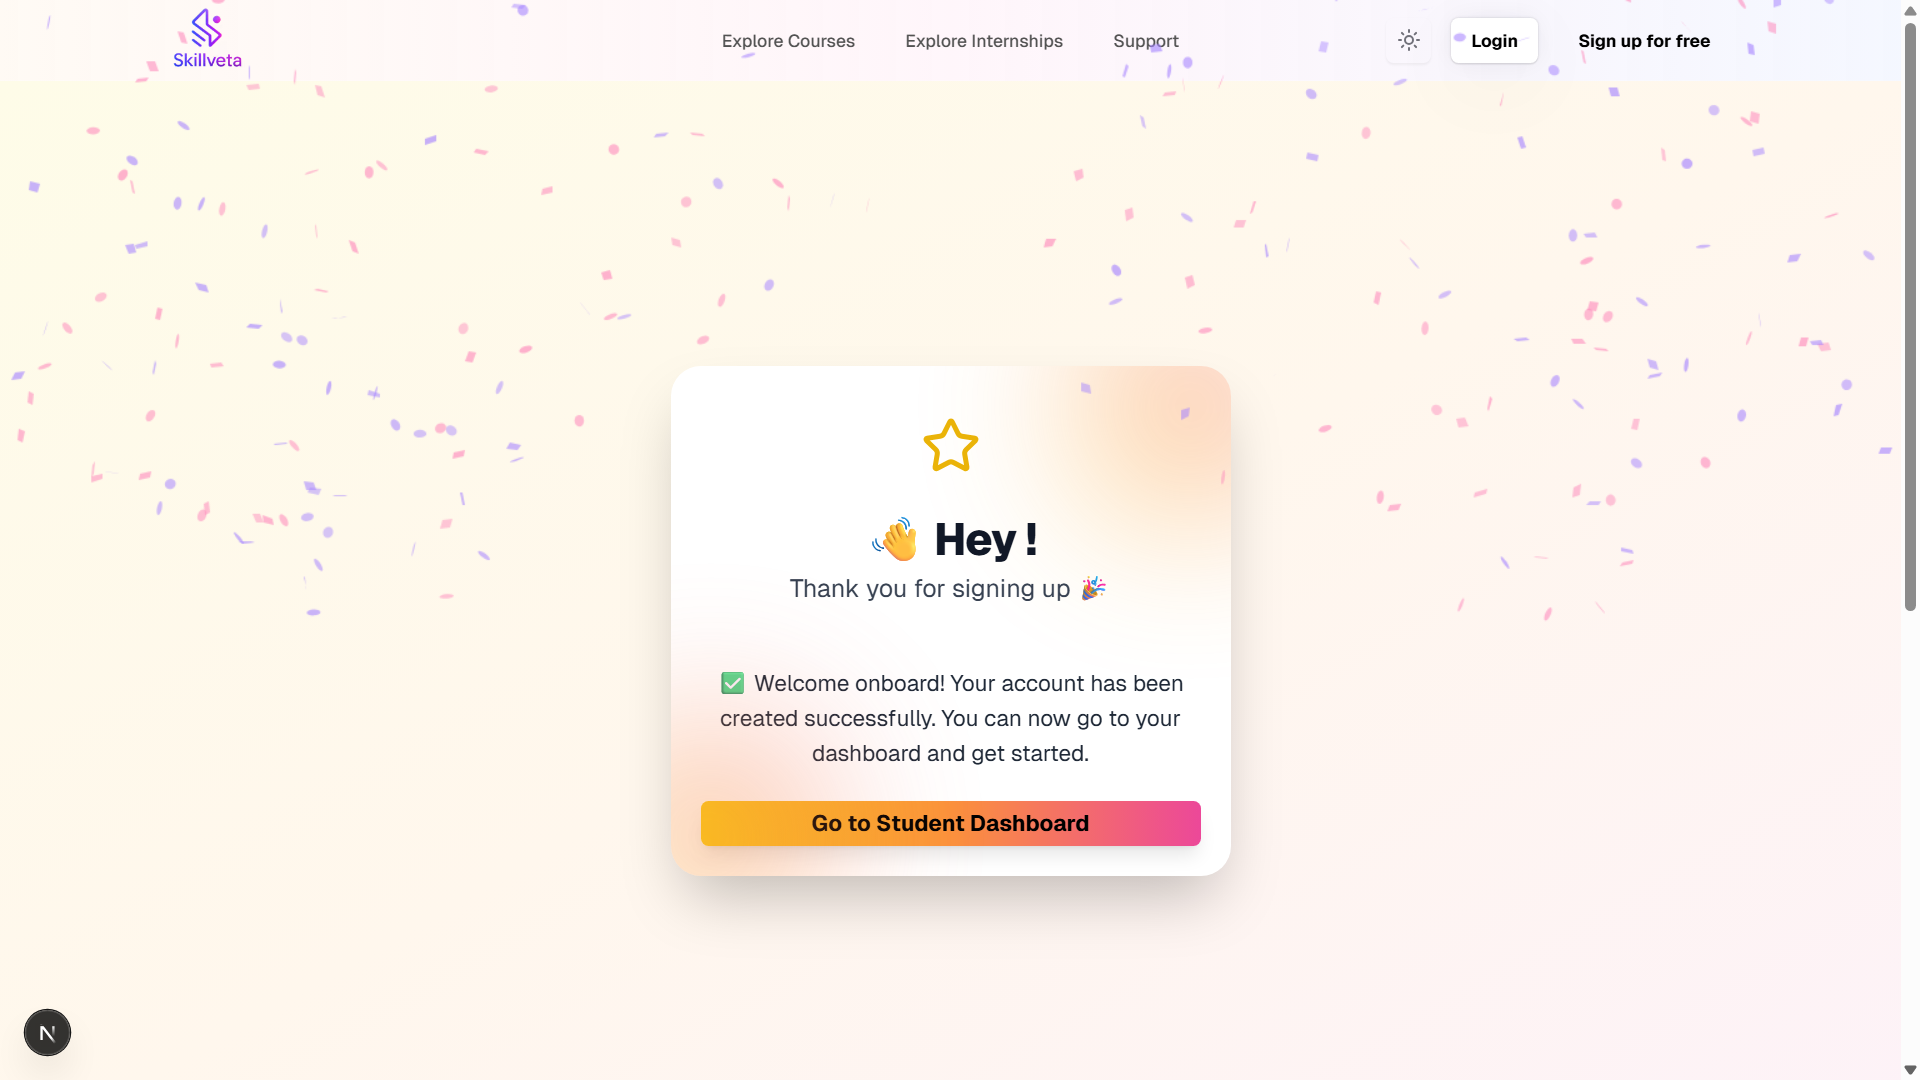 Skillveta
Explore Courses
Explore Internships
Support
Login
Sign up for free
👋 Hey !
Thank you for signing up 🎉
✅ Welcome onboard! Your account has been
created successfully. You can now go to your
dashboard and get started.
Go to Student Dashboard
N